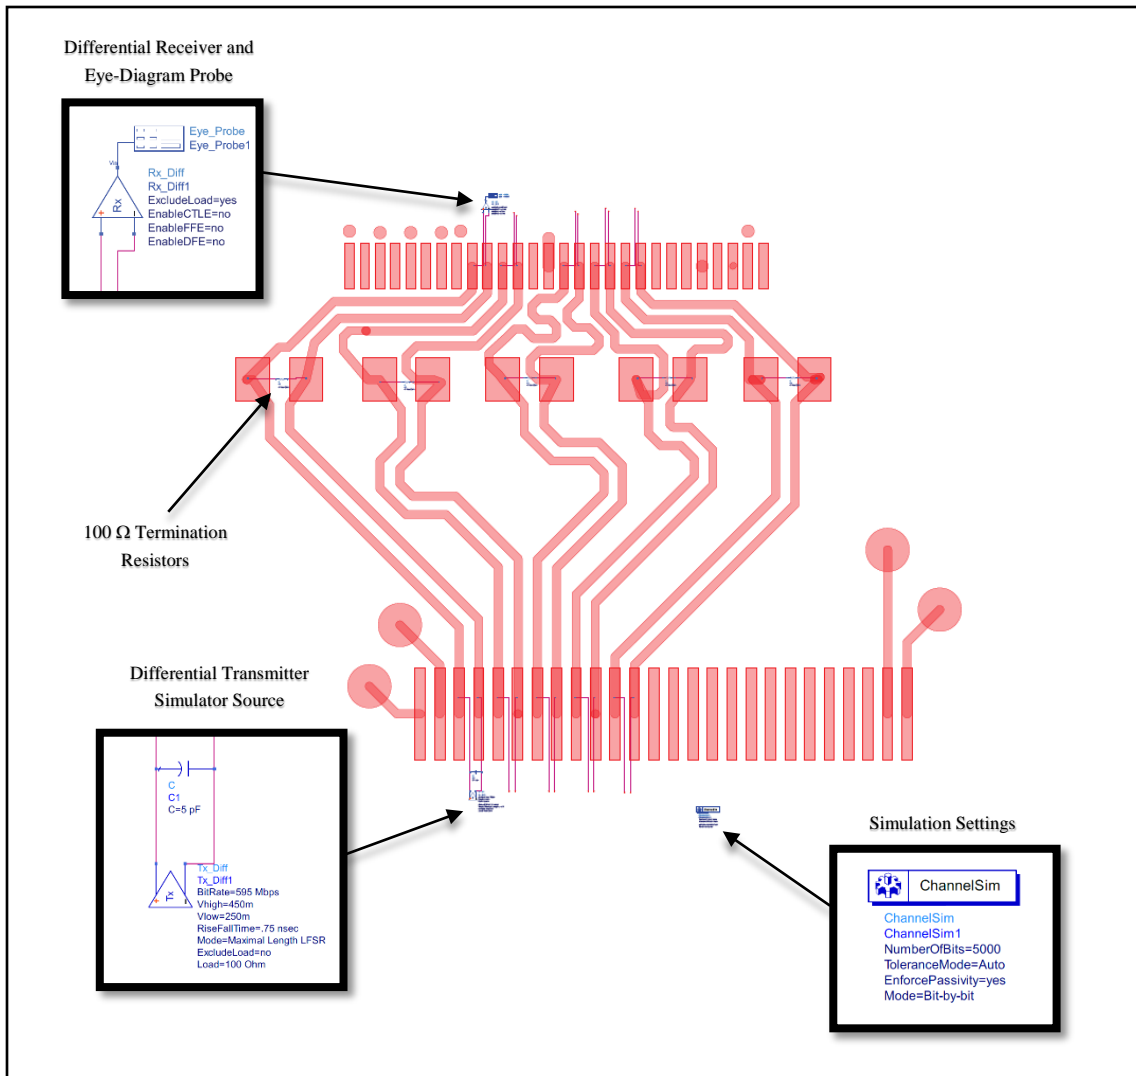 Differential Receiver and
Eye-Diagram Probe
Eye_Probe
Eye_Probe1
Rx_Diff
Rx_Diff1
ExcludeLoad=yes
EnableCTLE=no
EnableFFE=no
EnableDFE=no
Rx
100 Ω Termination
Resistors
Differential Transmitter
Simulator Source
C
C1
C=5 pF
Tx_Diff
Tx_Diff1
BitRate=595 Mbps
Vhigh=450m
Vlow=250m
RiseFallTime=.75 nsec
Mode=Maximal Length LFSR
ExcludeLoad=no
Load=100 Ohm
Tx
Simulation Settings
ChannelSim
ChannelSim
ChannelSim1
NumberOfBits=5000
ToleranceMode=Auto
EnforcePassivity=yes
Mode=Bit-by-bit